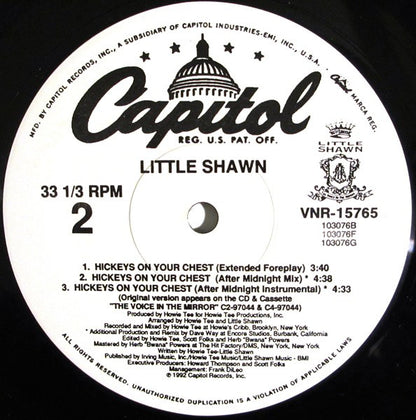 MFD. BY CAPITOL RECORDS, INC., A SUBSIDIARY OF CAPITOL INDUSTRIES-EMI, INC., U.S.A.
Capitol
MARCA REG.
Capitol
REG. U.S. PAT. OFF.
LITTLE SHAWN
LITTLE
SHAWN
33 1/3 RPM
2
VNR-15765
103076B
103076F
103076G
1. HICKEYS ON YOUR CHEST (Extended Foreplay) 3:40
2. HICKEYS ON YOUR CHEST (After Midnight Mix) * 4:38
3. HICKEYS ON YOUR CHEST (After Midnight Instrumental) * 4:33
(Original version appears on the CD & Cassette
"THE VOICE IN THE MIRROR" C2-97044 & C4-97044)
Produced by Howie Tee for Howie Tee Productions, Inc.
Arranged by Howie Tee and Little Shawn
Recorded and Mixed by Howie Tee at Howie's Cribb, Brooklyn, New York
* Additional Production and Remix by Dave Way at Encore Studios, Burbank, California
Edited by Howie Tee, Scott Folks and Herb "Bwana" Powers
Mastered by Herb "Bwana" Powers at The Hit Factory/DMS, New York, New York
Written by Howie Tee-Little Shawn
Published by Irving Music, Inc./Howie Tee Music/Little Shawn Music - BMI
Executive Producers: Howard Thompson and Scott Folks
Management: Frank DiLeo
℗ 1992 Capitol Records, Inc.
ALL RIGHTS RESERVED. UNAUTHORIZED DUPLICATION IS A VIOLATION OF APPLICABLE LAWS